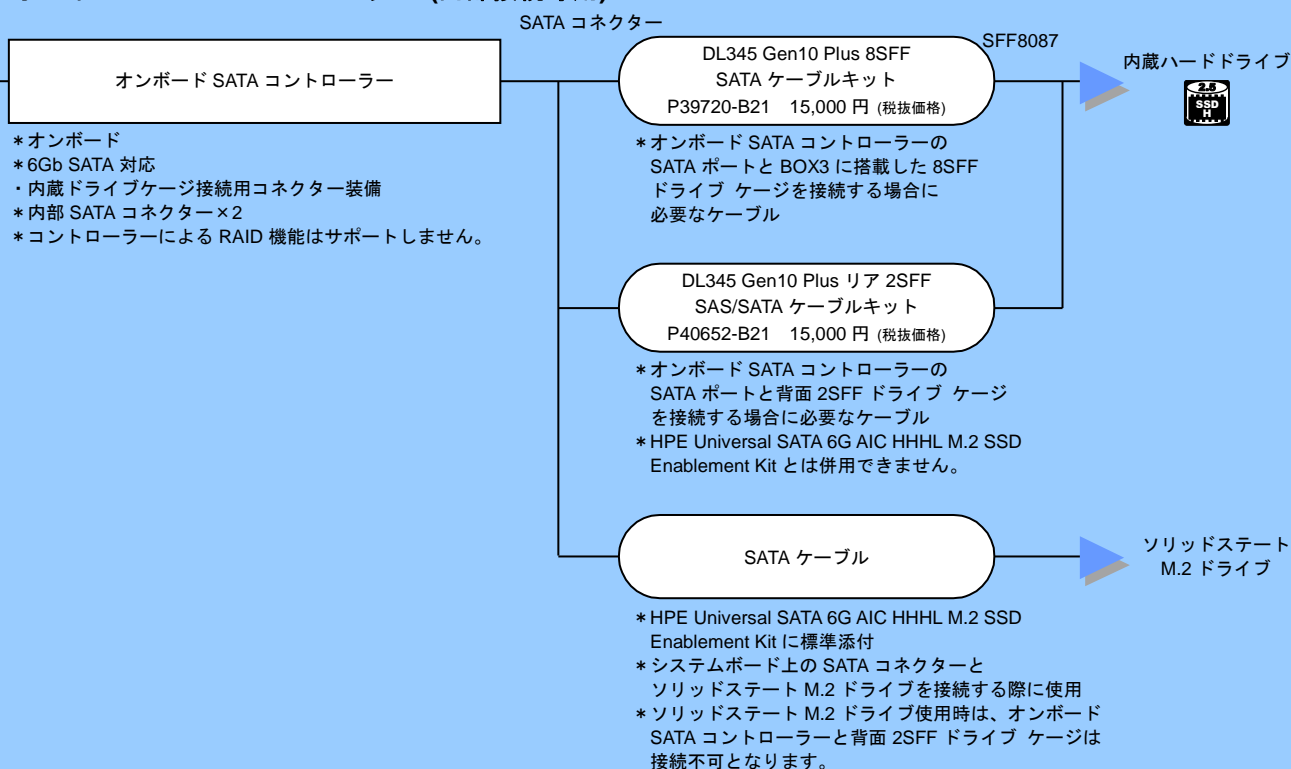 SATA コネクター
オンボード SATA コントローラー
＊オンボード
＊6Gb SATA 対応
・内蔵ドライブケージ接続用コネクター装備
＊内部 SATA コネクター×2
＊コントローラーによる RAID 機能はサポートしません。
DL345 Gen10 Plus 8SFF
SATA ケーブルキット
P39720-B21 15,000 円 (税抜価格)
SFF8087
内蔵ハードドライブ
2.5
SSD
H
＊オンボード SATA コントローラーの
SATA ポートと BOX3 に搭載した 8SFF
ドライブ ケージを接続する場合に
必要なケーブル
DL345 Gen10 Plus リア 2SFF
SAS/SATA ケーブルキット
P40652-B21 15,000 円 (税抜価格)
＊オンボード SATA コントローラーの
SATA ポートと背面 2SFF ドライブ ケージ
を接続する場合に必要なケーブル
＊HPE Universal SATA 6G AIC HHHL M.2 SSD
Enablement Kit とは併用できません。
SATA ケーブル
ソリッドステート
M.2 ドライブ
＊HPE Universal SATA 6G AIC HHHL M.2 SSD
Enablement Kit に標準添付
＊システムボード上の SATA コネクターと
ソリッドステート M.2 ドライブを接続する際に使用
＊ソリッドステート M.2 ドライブ使用時は、オンボード
SATA コントローラーと背面 2SFF ドライブ ケージは
接続不可となります。